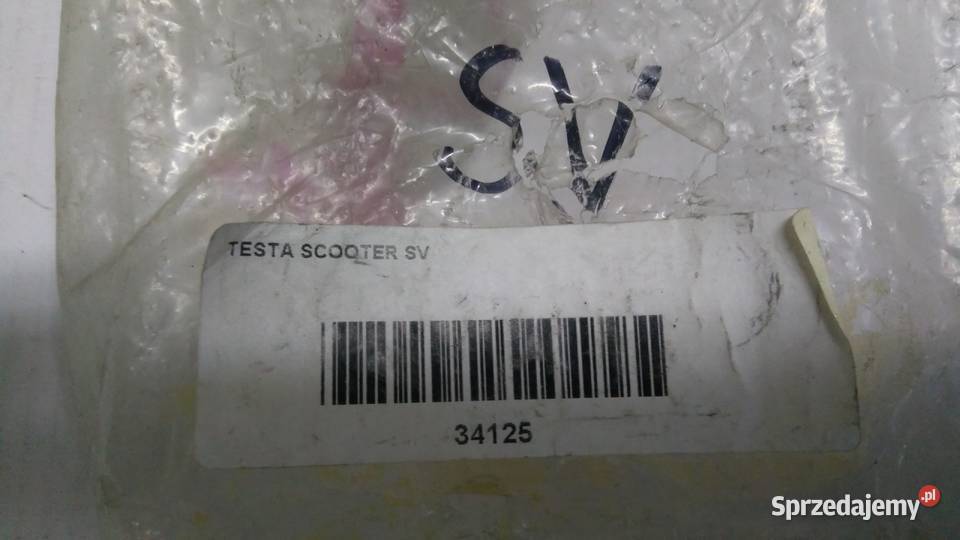 SV
TESTA SCOOTER SV
34125
Sprzedajemy.pl